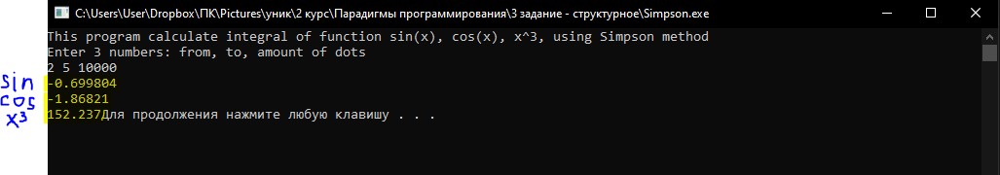 C:\Users\User\Dropbox\ПК\Pictures\уник\2 курс\Парадигмы программирования\3 задание - структурное\Simpson.exe
This program calculate integral of function sin(x), cos(x), x^3, using Simpson method
Enter 3 numbers: from, to, amount of dots
2 5 10000
sin -0.699804
cos -1.86821
x³ 152.237Для продолжения нажмите любую клавишу . . .